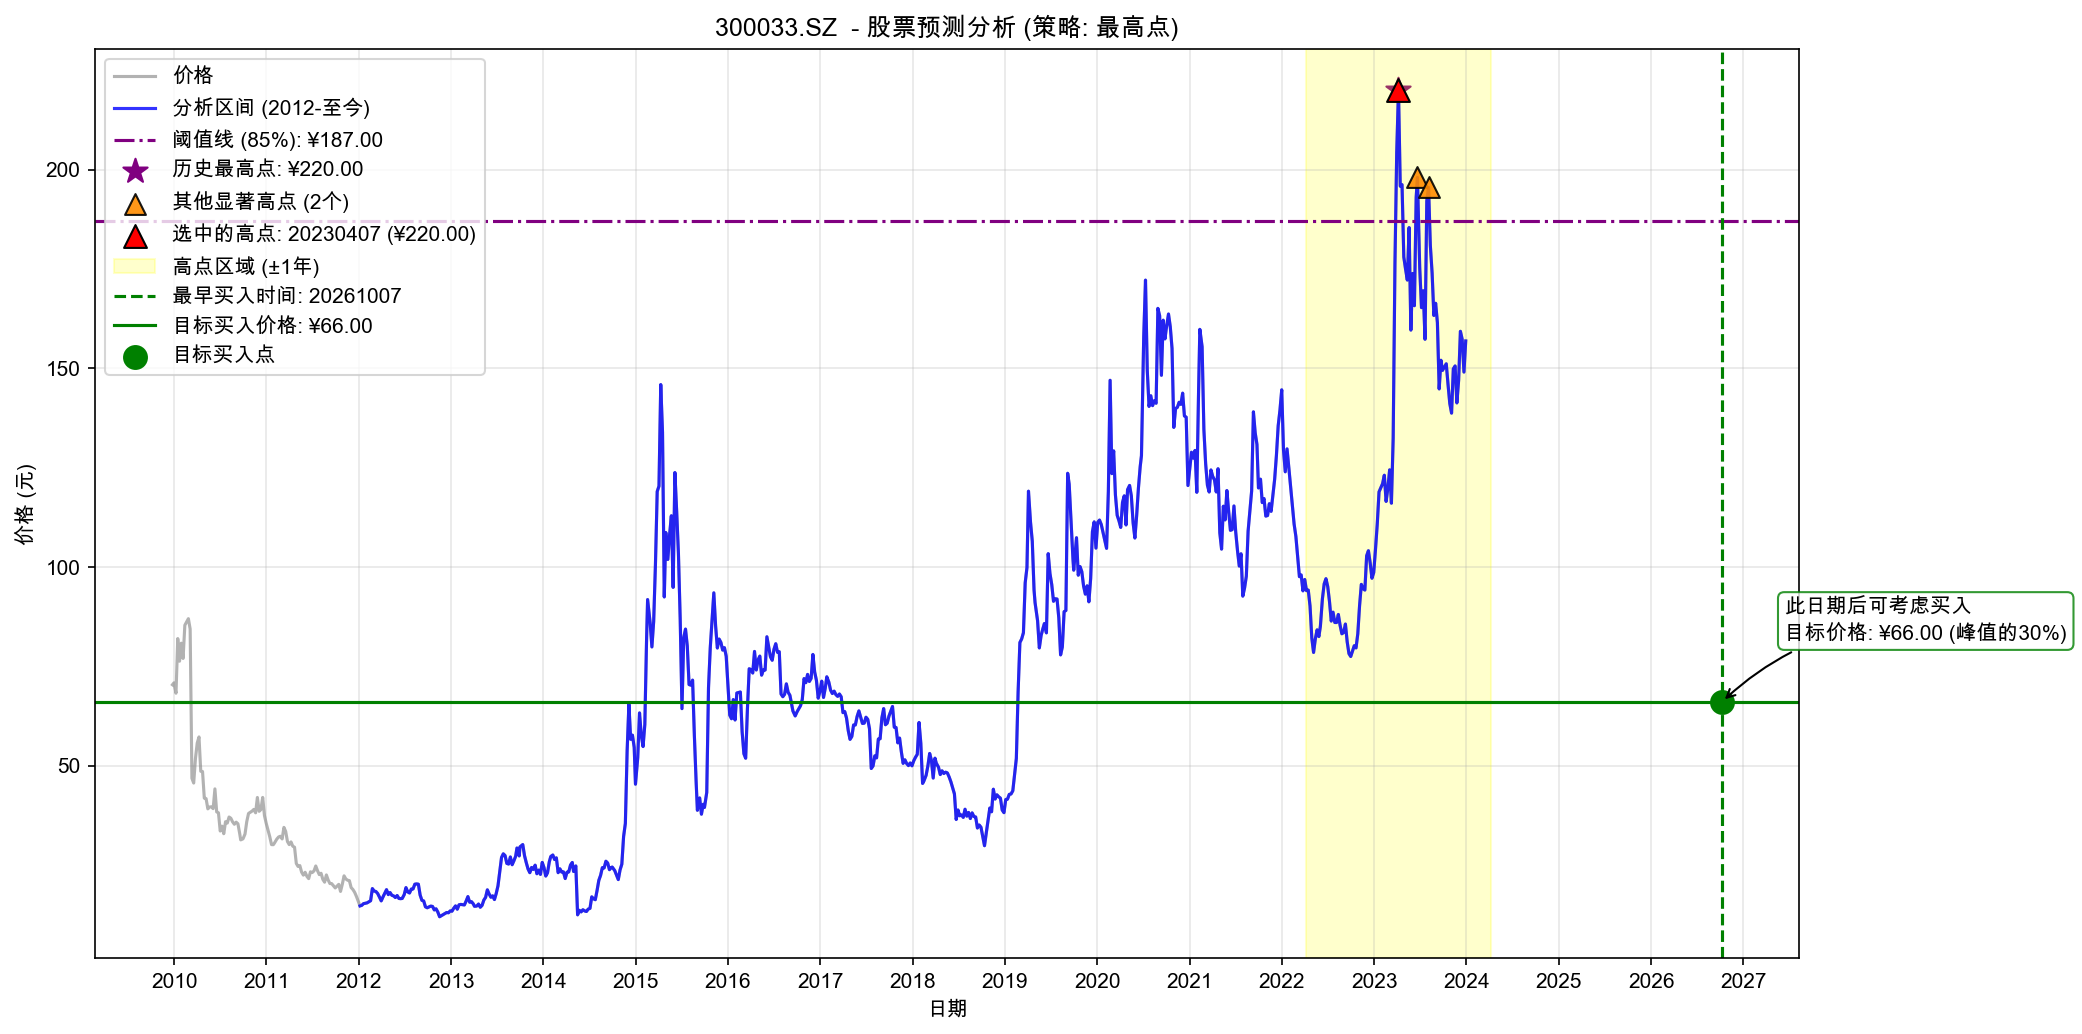 300033.SZ - 股票预测分析 (策略: 最高点)
价格
分析区间 (2012-至今)
阈值线 (85%): ¥187.00
历史最高点: ¥220.00
其他显著高点 (2个)
选中的高点: 20230407 (¥220.00)
高点区域 (±1年)
最早买入时间: 20261007
目标买入价格: ¥66.00
目标买入点
200
150
100
50
价格 (元)
此日期后可考虑买入
目标价格: ¥66.00 (峰值的30%)
2010 2011 2012 2013 2014 2015 2016 2017 2018 2019 2020 2021 2022 2023 2024 2025 2026 2027
日期